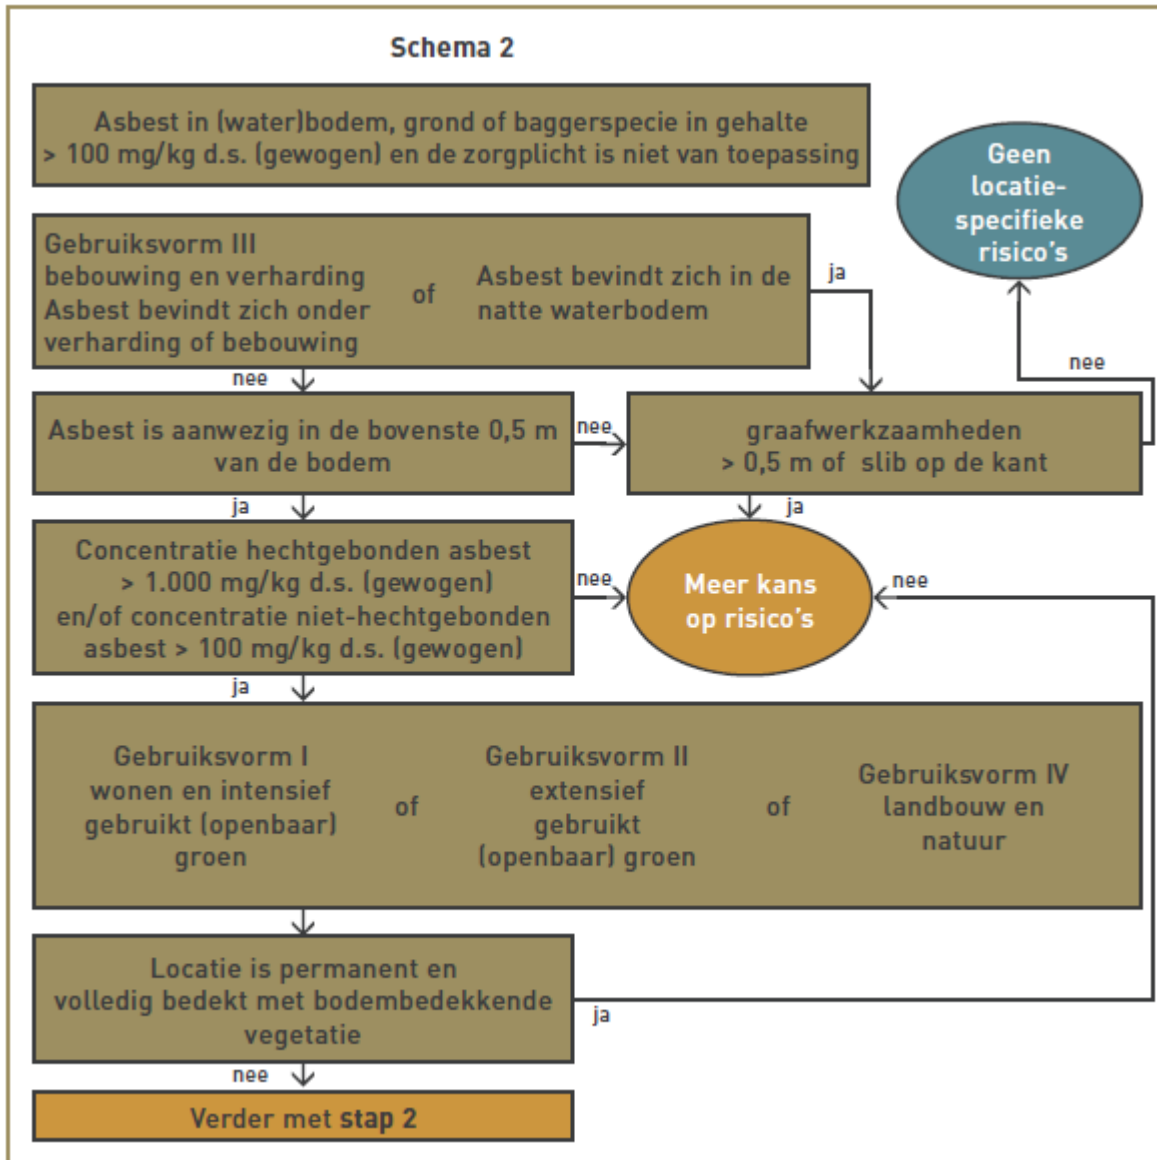 Schema 2
Asbest in (water)bodem, grond of baggerspecie in gehalte
> 100 mg/kg d.s. (gewogen) en de zorgplicht is niet van toepassing
Geen
locatie-
specifieke
risico's
Gebruiksvorm III
bebouwing en verharding
Asbest bevindt zich onder
verharding of bebouwing
of
Asbest bevindt zich in de
natte waterbodem
ja
nee
nee
Asbest is aanwezig in de bovenste 0,5 m
van de bodem
nee
graafwerkzaamheden
> 0,5 m of slib op de kant
ja
ja
Concentratie hechtgebonden asbest
> 1.000 mg/kg d.s. (gewogen)
en/of concentratie niet-hechtgebonden
asbest > 100 mg/kg d.s. (gewogen)
nee
Meer kans
op risico's
nee
ja
Gebruiksvorm I
wonen en intensief
gebruikt (openbaar)
groen
of
Gebruiksvorm II
extensief
gebruikt
(openbaar) groen
of
Gebruiksvorm IV
landbouw en
natuur
Locatie is permanent en
volledig bedekt met bodembedekkende
vegetatie
ja
nee
Verder met stap 2